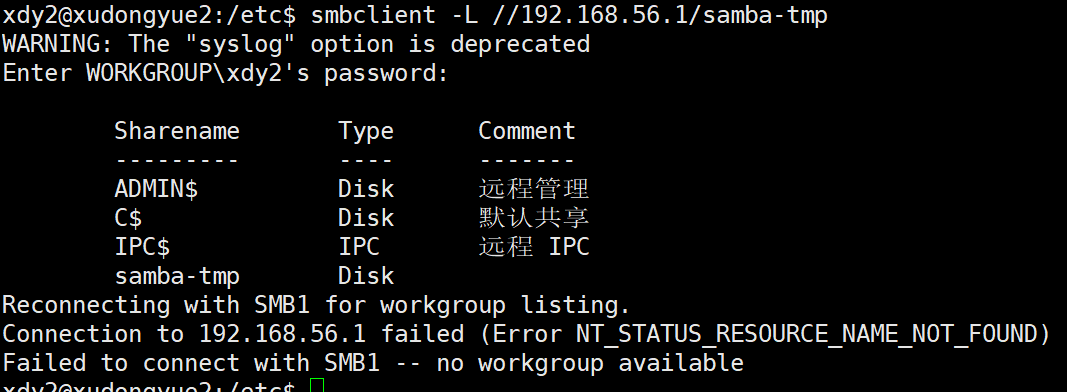 xdy2@xudongyue2:/etc$ smbclient -L //192.168.56.1/samba-tmp
WARNING: The "syslog" option is deprecated
Enter WORKGROUP\xdy2's password:
Sharename       Type      Comment
---------       ----      -------
ADMIN$          Disk      远程管理
C$              Disk      默认共享
IPC$            IPC       远程 IPC
samba-tmp       Disk
Reconnecting with SMB1 for workgroup listing.
Connection to 192.168.56.1 failed (Error NT_STATUS_RESOURCE_NAME_NOT_FOUND)
Failed to connect with SMB1 -- no workgroup available
xdy2@xudongyue2:/etc$